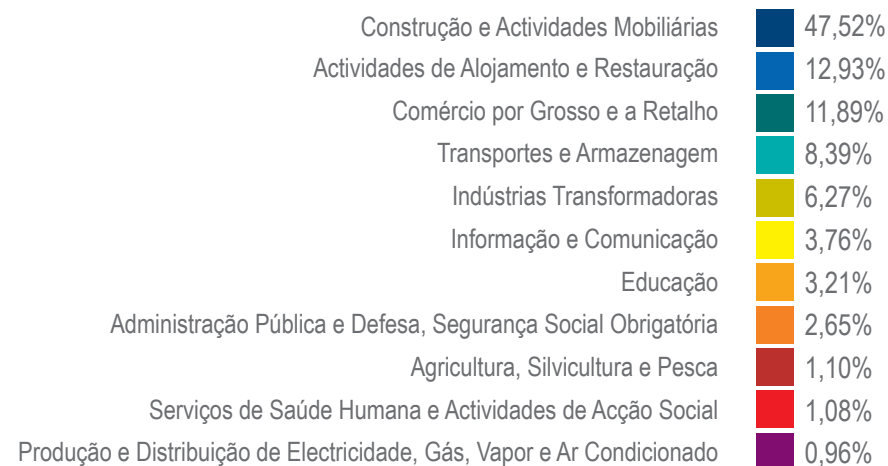 Construção e Actividades Mobiliárias 47,52%
Actividades de Alojamento e Restauração 12,93%
Comércio por Grosso e a Retalho 11,89%
Transportes e Armazenagem 8,39%
Indústrias Transformadoras 6,27%
Informação e Comunicação 3,76%
Educação 3,21%
Administração Pública e Defesa, Segurança Social Obrigatória 2,65%
Agricultura, Silvicultura e Pesca 1,10%
Serviços de Saúde Humana e Actividades de Acção Social 1,08%
Produção e Distribuição de Electricidade, Gás, Vapor e Ar Condicionado 0,96%